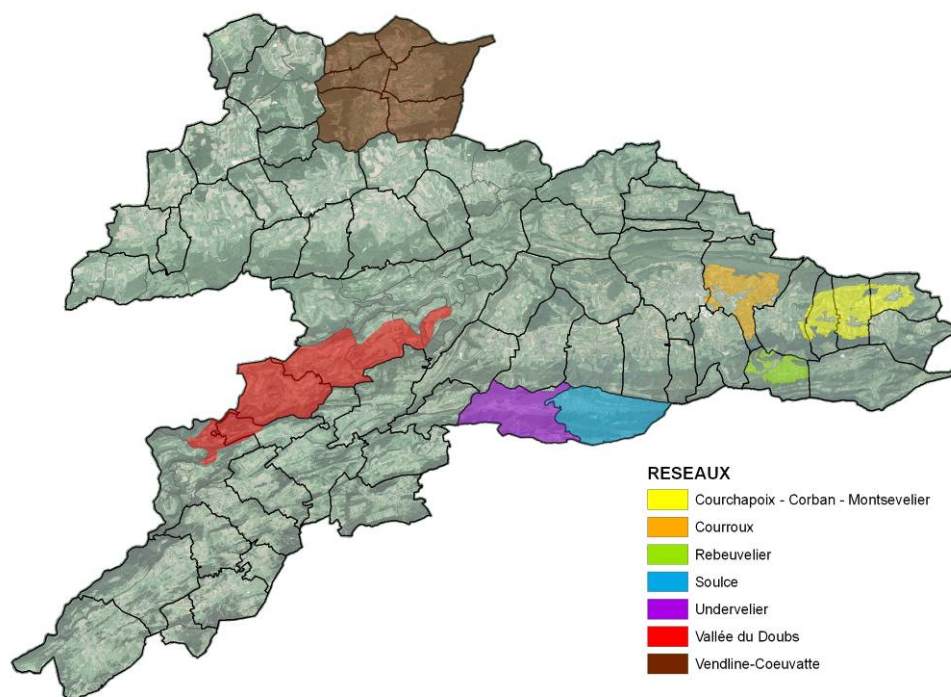 RESEAUX
Courchapoix - Corban - Montsevelier
Courroux
Rebeuvelier
Soulce
Undervelier
Vallée du Doubs
Vendline-Coeuvatte